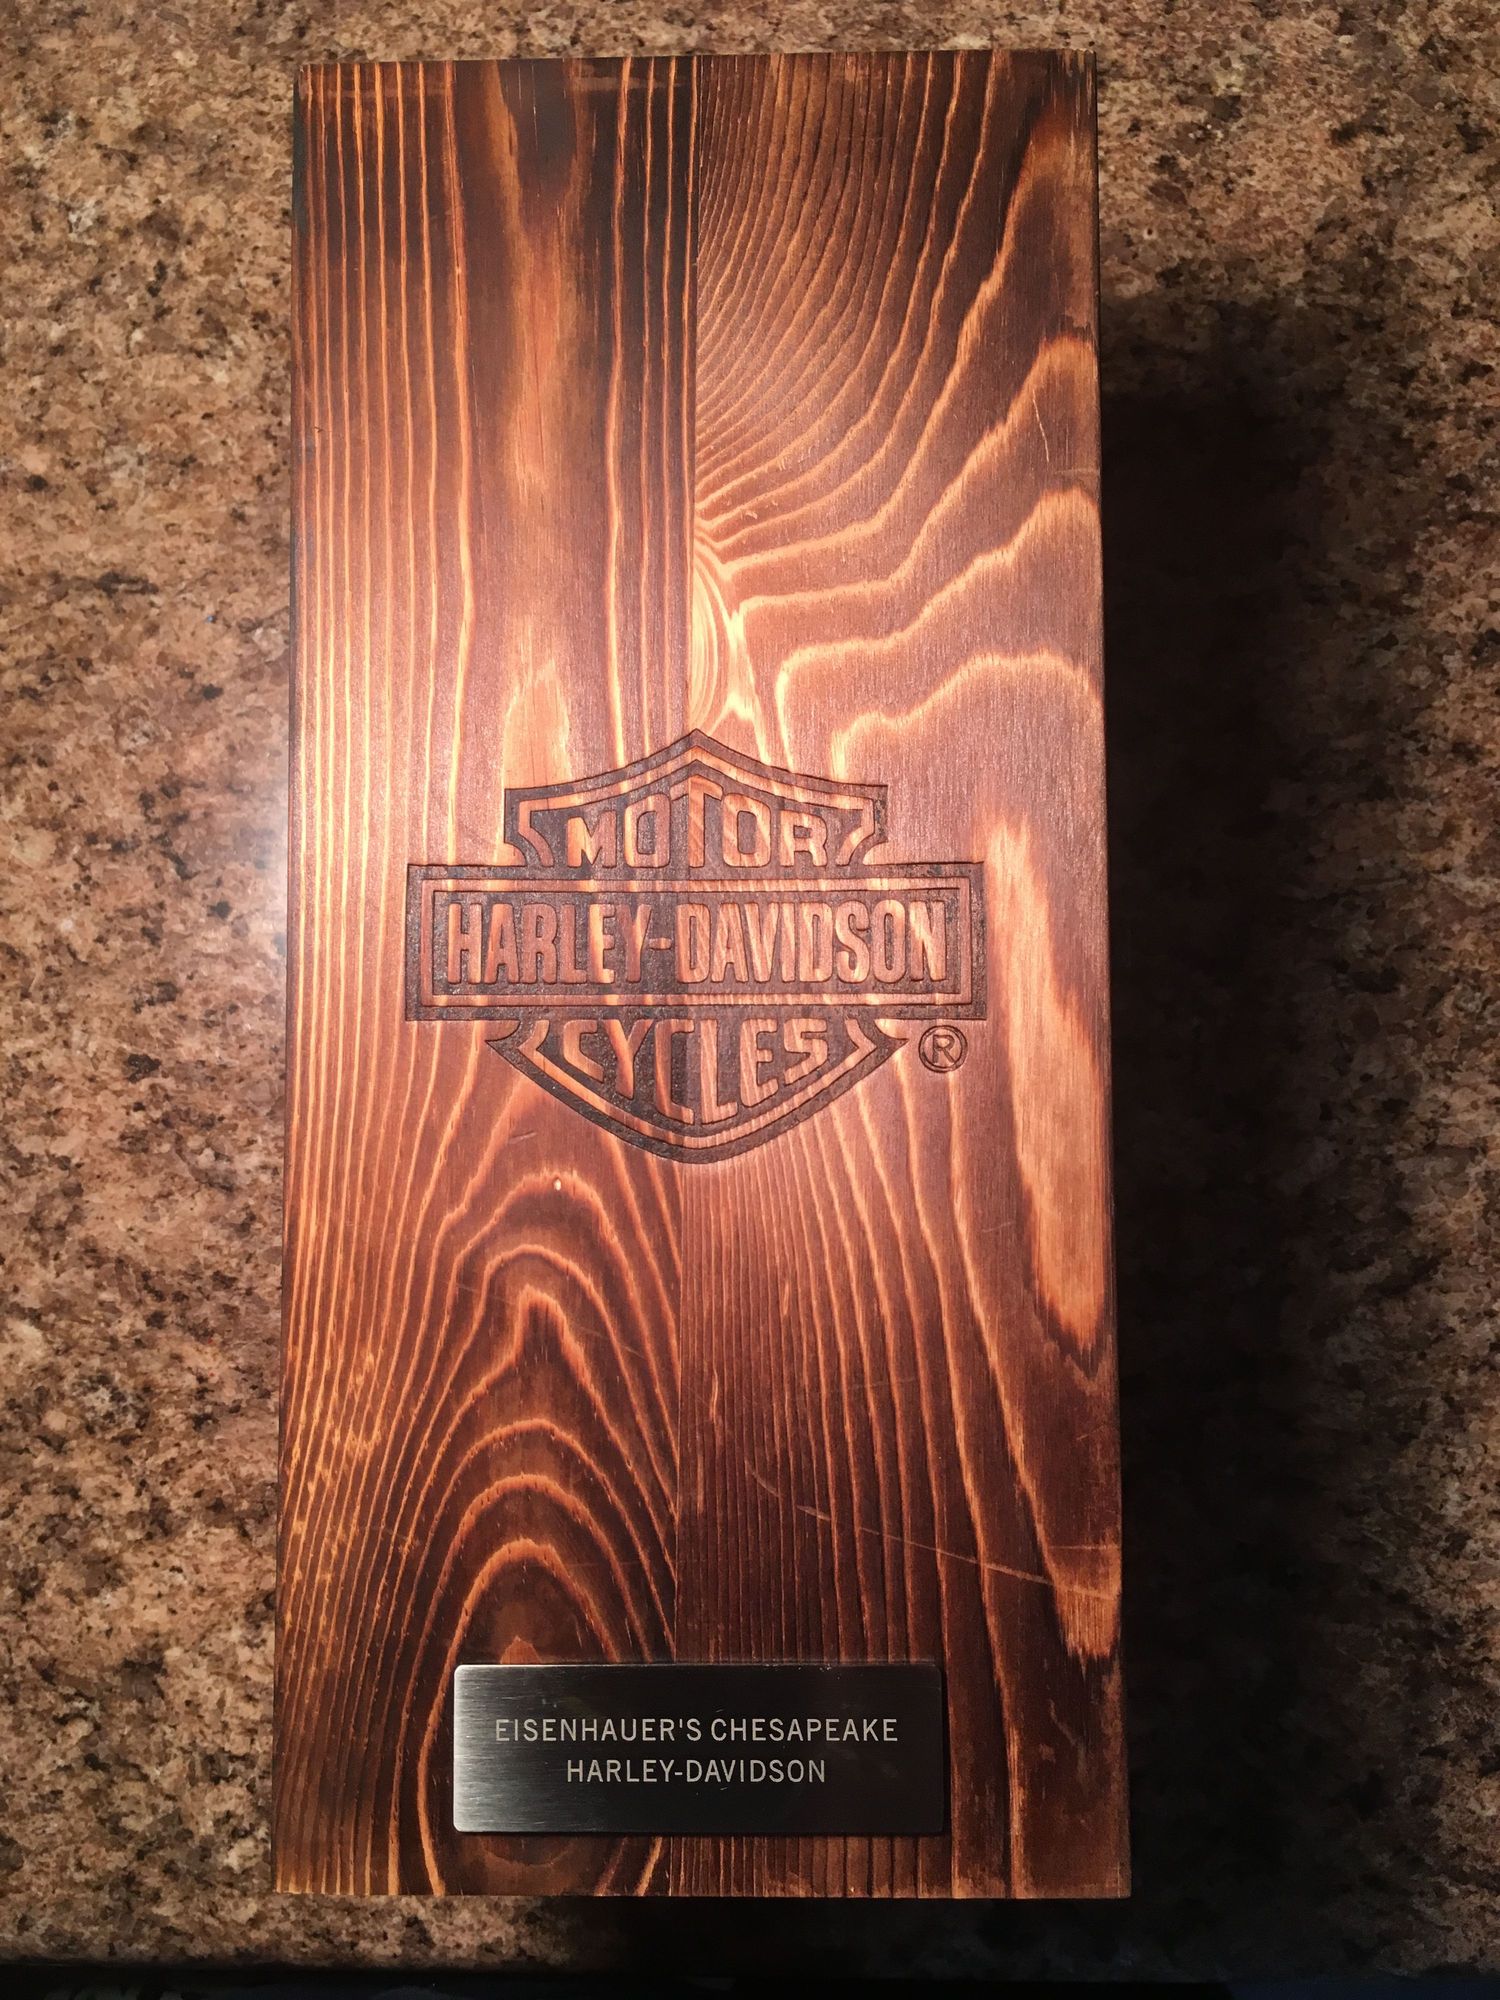 MOTOR
HARLEY-DAVIDSON
CYCLES
®
EISENHAUER'S CHESAPEAKE
HARLEY-DAVIDSON